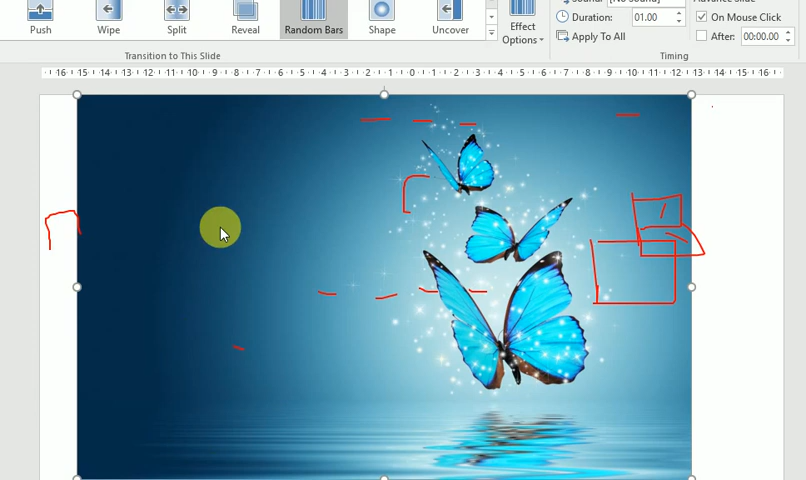 Push Wipe Split Reveal Random Bars Shape Uncover
Effect Options
Duration: 01.00
Apply To All
On Mouse Click
After: 00:00.00
Transition to This Slide
Timing
16 15 14 13 12 11 10 9 8 7 6 5 4 3 2 1 0 1 2 3 4 5 6 7 8 9 10 11 12 13 14 15 16